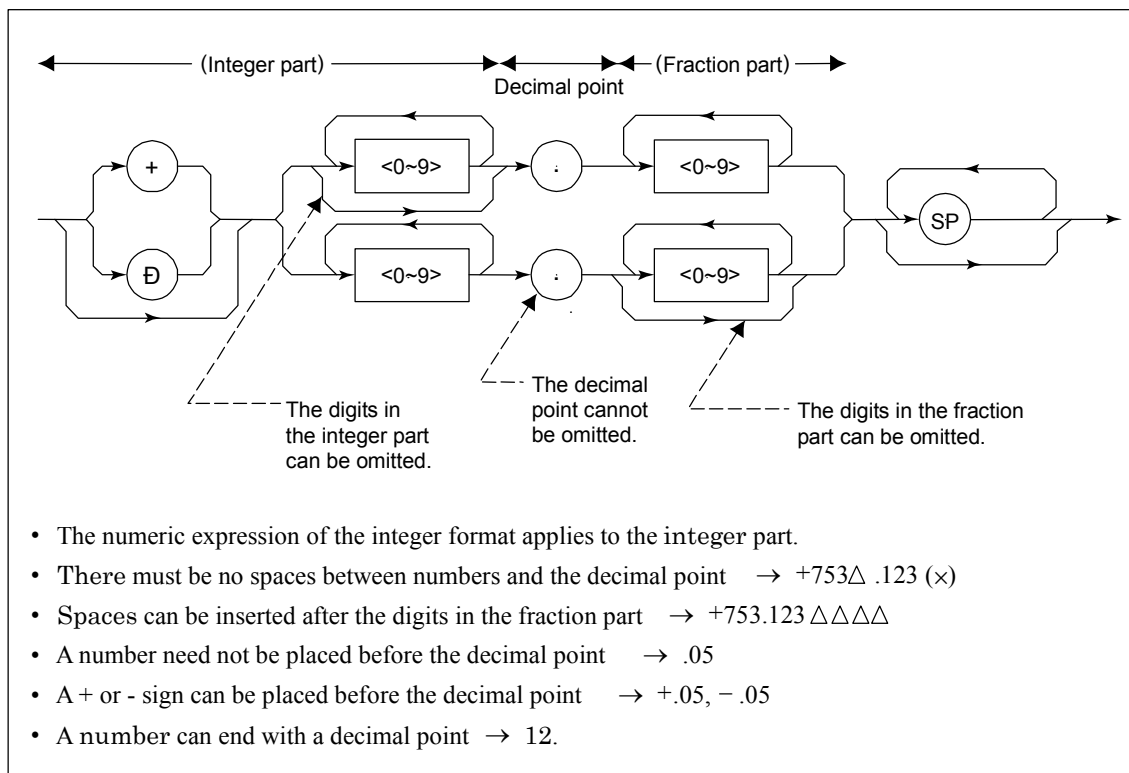 (Integer part)
Decimal point
(Fraction part)
+
<0~9>
.
<0~9>
SP
Đ
<0~9>
.
<0~9>
The digits in
the integer part
can be omitted.
The decimal
point cannot
be omitted.
The digits in the fraction
part can be omitted.
• The numeric expression of the integer format applies to the integer part.
• There must be no spaces between numbers and the decimal point → +753△ .123 (×)
• Spaces can be inserted after the digits in the fraction part → +753.123 △△△△
• A number need not be placed before the decimal point → .05
• A + or - sign can be placed before the decimal point → +.05, − .05
• A number can end with a decimal point → 12.